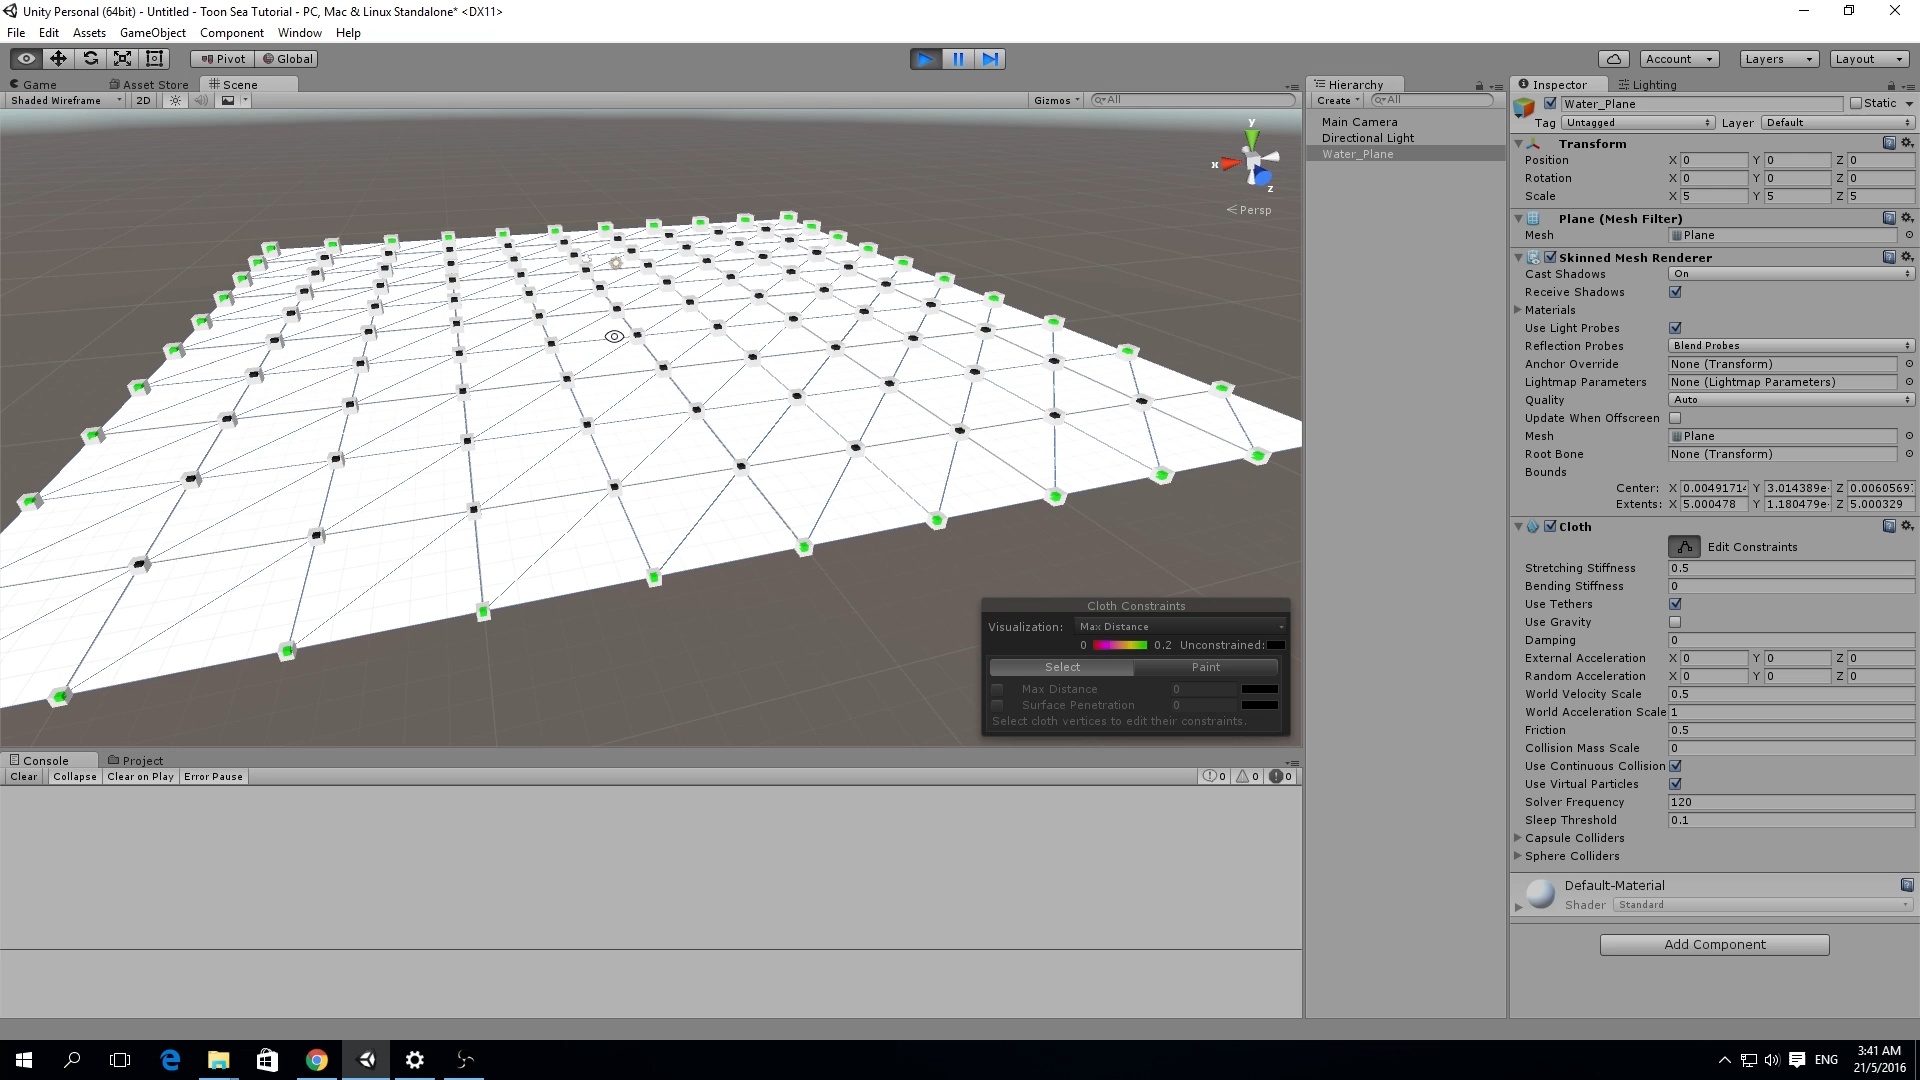 Unity Personal (64bit) - Untitled - Toon Sea Tutorial - PC, Mac & Linux Standalone* <DX11>
File Edit Assets GameObject Component Window Help
Pivot Global Account Layers Layout
Game Asset Store Scene
Shaded Wireframe 2D Gizmos All
y
x
z
Persp
Cloth Constraints
Visualization: Max Distance
0 0.2 Unconstrained:
Select Paint
Max Distance 0
Surface Penetration 0
Select cloth vertices to edit their constraints.
Console Project
Clear Collapse Clear on Play Error Pause 0 0 0
Hierarchy
Create All
Main Camera
Directional Light
Water_Plane
Inspector Lighting
Water_Plane Static
Tag Untagged Layer Default
Transform
Position X 0 Y 0 Z 0
Rotation X 0 Y 0 Z 0
Scale X 5 Y 5 Z 5
Plane (Mesh Filter)
Mesh Plane
Skinned Mesh Renderer
Cast Shadows On
Receive Shadows
Materials
Use Light Probes
Reflection Probes Blend Probes
Anchor Override None (Transform)
Lightmap Parameters None (Lightmap Parameters)
Quality Auto
Update When Offscreen
Mesh Plane
Root Bone None (Transform)
Bounds
Center: X 0.0049171 Y 3.014389e- Z 0.0060569
Extents: X 5.000478 Y 1.180479e- Z 5.000329
Cloth
Edit Constraints
Stretching Stiffness 0.5
Bending Stiffness 0
Use Tethers
Use Gravity
Damping 0
External Acceleration X 0 Y 0 Z 0
Random Acceleration X 0 Y 0 Z 0
World Velocity Scale 0.5
World Acceleration Scale 1
Friction 0.5
Collision Mass Scale 0
Use Continuous Collision
Use Virtual Particles
Solver Frequency 120
Sleep Threshold 0.1
Capsule Colliders
Sphere Colliders
Default-Material
Shader Standard
Add Component
ENG
3:41 AM
21/5/2016